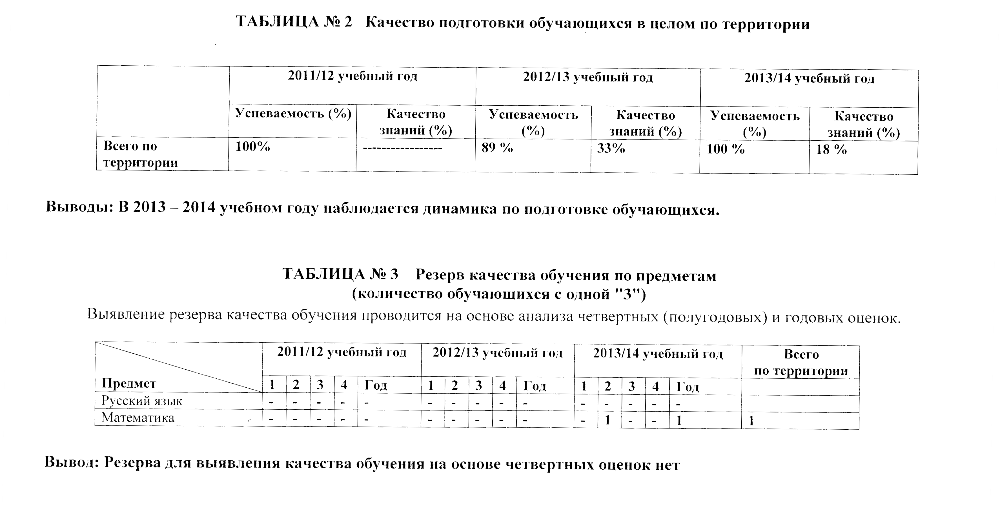 ТАБЛИЦА № 2 Качество подготовки обучающихся в целом по территории
2011/12 учебный год 2012/13 учебный год 2013/14 учебный год
Успеваемость (%) Качество знаний (%) Успеваемость (%) Качество знаний (%) Успеваемость (%) Качество знаний (%)
Всего по территории 100% ----------------- 89 % 33% 100 % 18 %
Выводы: В 2013 – 2014 учебном году наблюдается динамика по подготовке обучающихся.
ТАБЛИЦА № 3 Резерв качества обучения по предметам
(количество обучающихся с одной "3")
Выявление резерва качества обучения проводится на основе анализа четвертных (полугодовых) и годовых оценок.
2011/12 учебный год 2012/13 учебный год 2013/14 учебный год Всего по территории
Предмет 1 2 3 4 Год 1 2 3 4 Год 1 2 3 4 Год
Русский язык - - - - - - - - - - - - - - -
Математика - - - - - - - - - - - 1 - - 1 1
Вывод: Резерва для выявления качества обучения на основе четвертных оценок нет